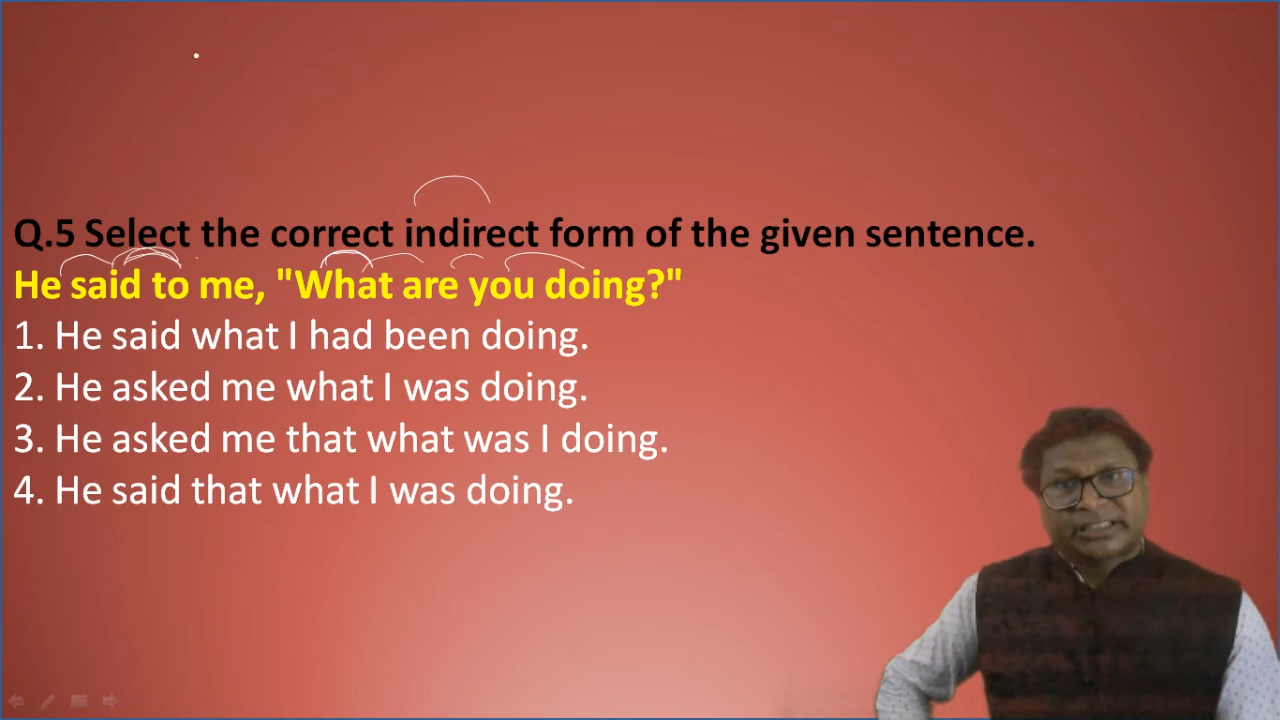 Q.5 Select the correct indirect form of the given sentence.
He said to me, "What are you doing?"
1. He said what I had been doing.
2. He asked me what I was doing.
3. He asked me that what was I doing.
4. He said that what I was doing.